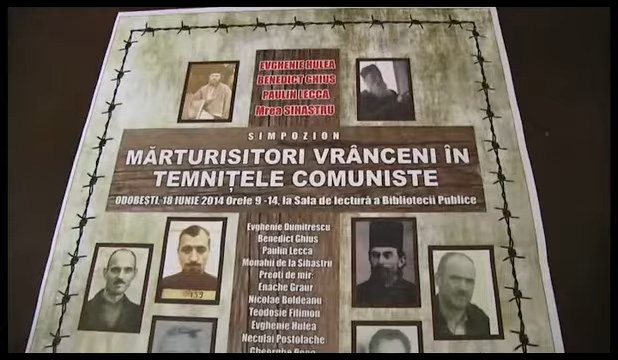 EVGHENIE HULEA
BENEDICT GHIUS
PAULIN LECCA
Mrea SIHASTRU
SIMPOZION
MĂRTURISITORI VRÂNCENI ÎN
TEMNIȚELE COMUNISTE
ODOBEȘTI, 18 IUNIE 2014 Orele 9 -14, la Sala de lectură a Bibliotecii Publice
Evghenie Dumitrescu
Benedict Ghius
Paulin Lecca
Monahii de la Sihastru
Preoți de mir:
Enache Graur
Nicolae Boldeanu
Teodosie Filimon
Evghenie Hulea
Neculai Postolache
Gheorghe